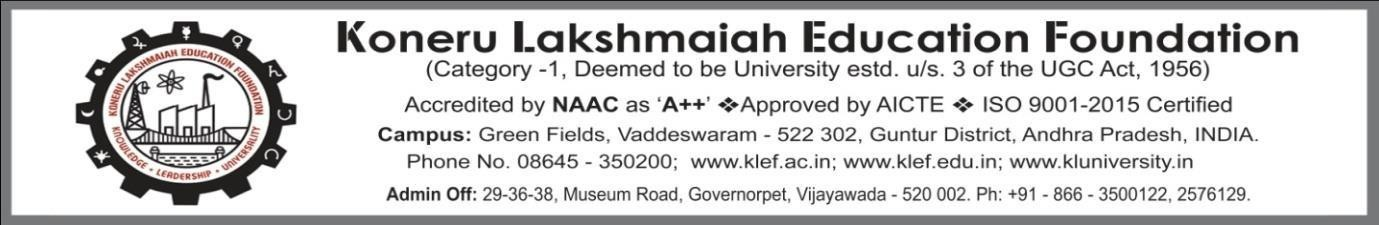 Koneru Lakshmaiah Education Foundation
(Category -1, Deemed to be University estd. u/s. 3 of the UGC Act, 1956)
Accredited by NAAC as ‘A++’ ❖Approved by AICTE ❖ ISO 9001-2015 Certified
Campus: Green Fields, Vaddeswaram - 522 302, Guntur District, Andhra Pradesh, INDIA.
Phone No. 08645 - 350200; www.klef.ac.in; www.klef.edu.in; www.kluniversity.in
Admin Off: 29-36-38, Museum Road, Governorpet, Vijayawada - 520 002. Ph: +91 - 866 - 3500122, 2576129.
KONERU LAKSHMAIAH EDUCATION FOUNDATION
KNOWLEDGE · LEADERSHIP · UNIVERSALITY